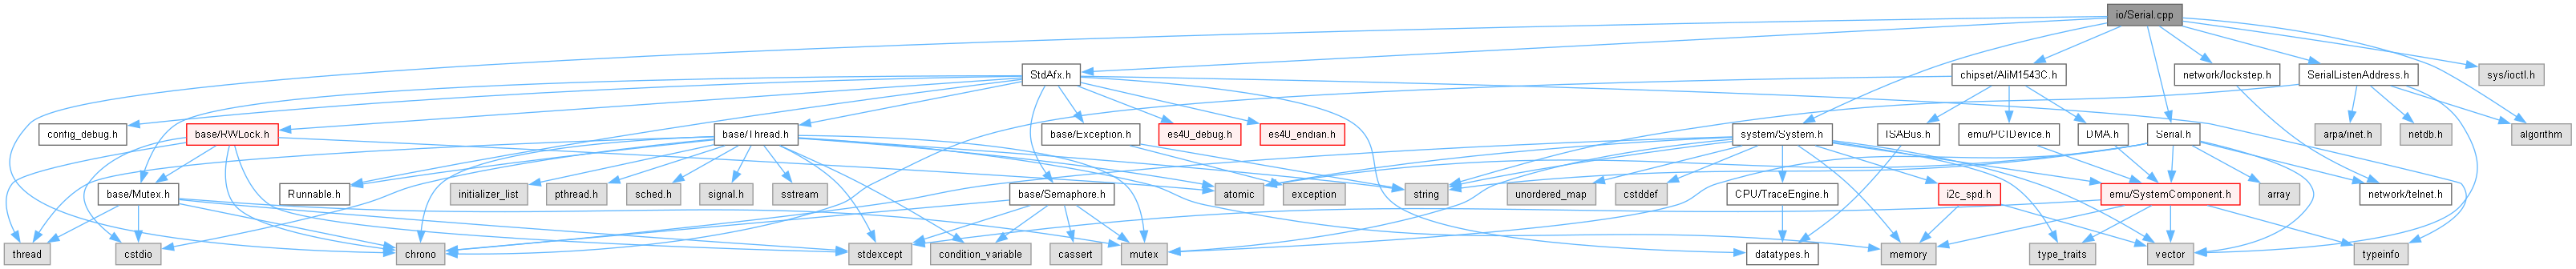 io/Serial.cpp
StdAfx.h
chipset/AliM1543C.h
network/lockstep.h
SerialListenAddress.h
sys/ioctl.h
config_debug.h
base/RWLock.h
base/Thread.h
base/Exception.h
es4U_debug.h
es4U_endian.h
system/System.h
ISABus.h
emu/PCIDevice.h
DMA.h
Serial.h
arpa/inet.h
netdb.h
algorithm
base/Mutex.h
Runnable.h
initializer_list
pthread.h
sched.h
signal.h
sstream
base/Semaphore.h
atomic
exception
string
unordered_map
cstddef
CPU/TraceEngine.h
i2c_spd.h
emu/SystemComponent.h
array
network/telnet.h
thread
cstdio
chrono
stdexcept
condition_variable
cassert
mutex
datatypes.h
memory
type_traits
vector
typeinfo